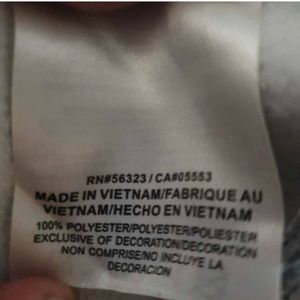 RN#56323 / CA#05553
MADE IN VIETNAM/FABRIQUE AU
VIETNAM/HECHO EN VIETNAM
100% POLYESTER/POLYESTER/POLIESTER
EXCLUSIVE OF DECORATION/DECORATION
NON COMPRISE/NO INCLUYE LA
DECORACION